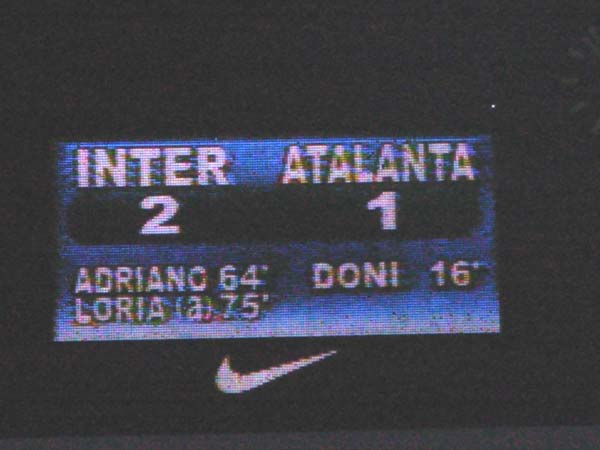 INTER ATALANTA
2 1
ADRIANO 64' DONI 16'
LORIA (a) 75'